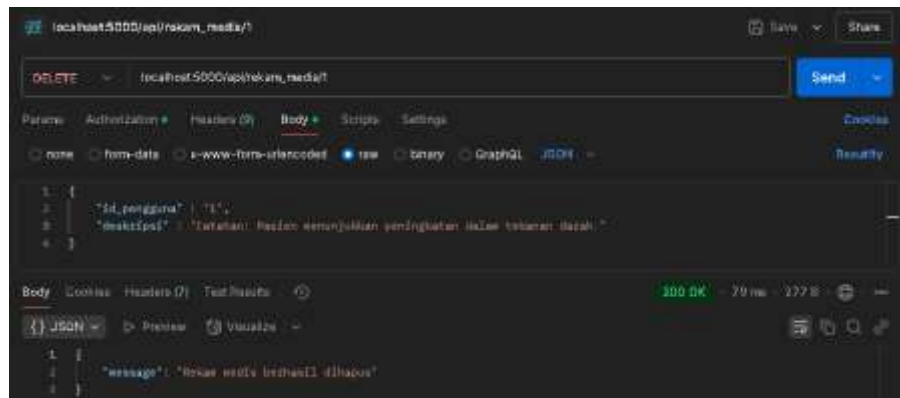 localhost:5000/api/rekam_media/1
Save Share
DELETE localhost:5000/api/rekam_media/1 Send
Params Authorization Headers (9) Body Scripts Settings Cookies
none form-data x-www-form-urlencoded raw binary GraphQL JSON Beautify
1 {
2 "id_pengguna" : "1",
3 "deskripsi" : "Catatan: Pasien menunjukkan peningkatan dalam tekanan darah."
4 }
Body Cookies Headers (7) Test Results 200 OK 79 ms 277 B
{} JSON Preview Visualize
1 {
2 "message": "Rekam medis berhasil dihapus"
3 }